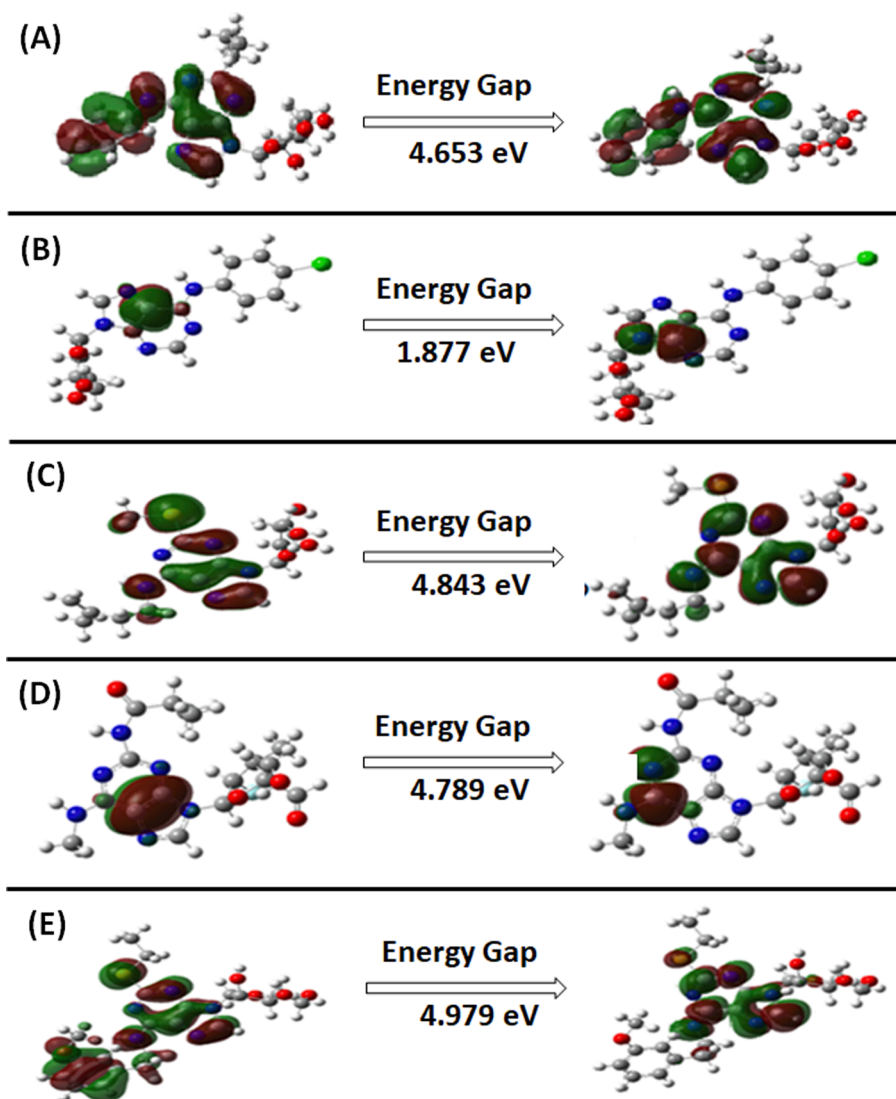 (A)
Energy Gap
4.653 eV
(B)
Energy Gap
1.877 eV
(C)
Energy Gap
4.843 eV
(D)
Energy Gap
4.789 eV
(E)
Energy Gap
4.979 eV